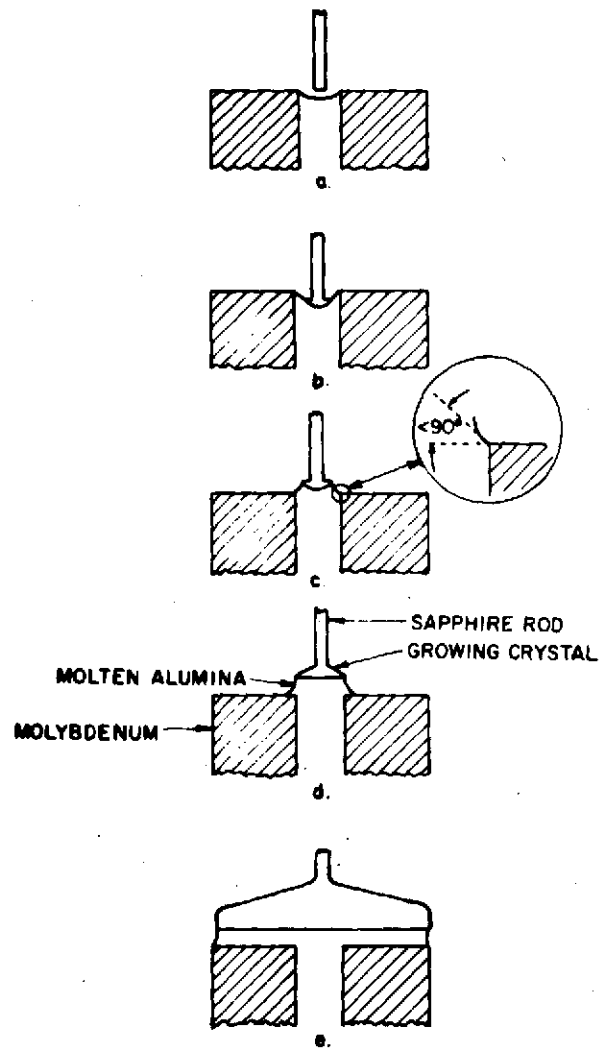 a.
b.
<90°
c.
SAPPHIRE ROD
GROWING CRYSTAL
MOLTEN ALUMINA
MOLYBDENUM
d.
e.